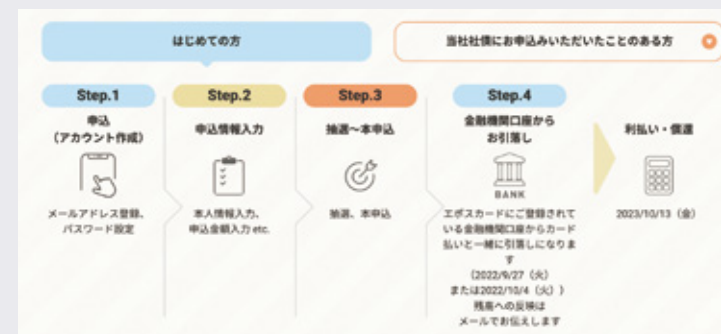 はじめての方
当社社債にお申込みいただいたことのある方
Step.1
申込
(アカウント作成)
メールアドレス登録、
パスワード設定
Step.2
申込情報入力
本人情報入力、
申込金額入力 etc.
Step.3
抽選〜本申込
抽選、本申込
Step.4
金融機関口座から
お引落し
BANK
エポスカードにご登録されて
いる金融機関口座からカード
払いと一緒に引落しになりま
す
(2022/9/27(火)
または2022/10/4(火))
残高への反映は
メールでお伝えします
利払い・償還
2023/10/13(金)